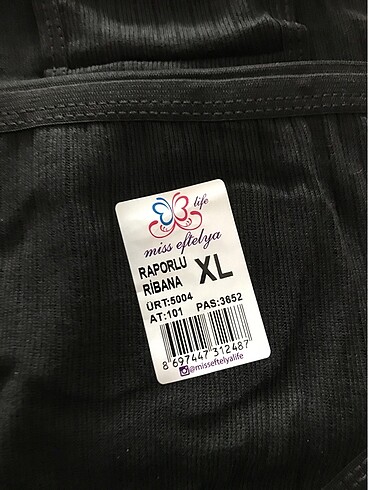 life
miss eftelya
RAPORLU
RİBANA
XL
ÜRT:5004
AT:101 PAS:3652
8 697447 312487
@misseftelyalife